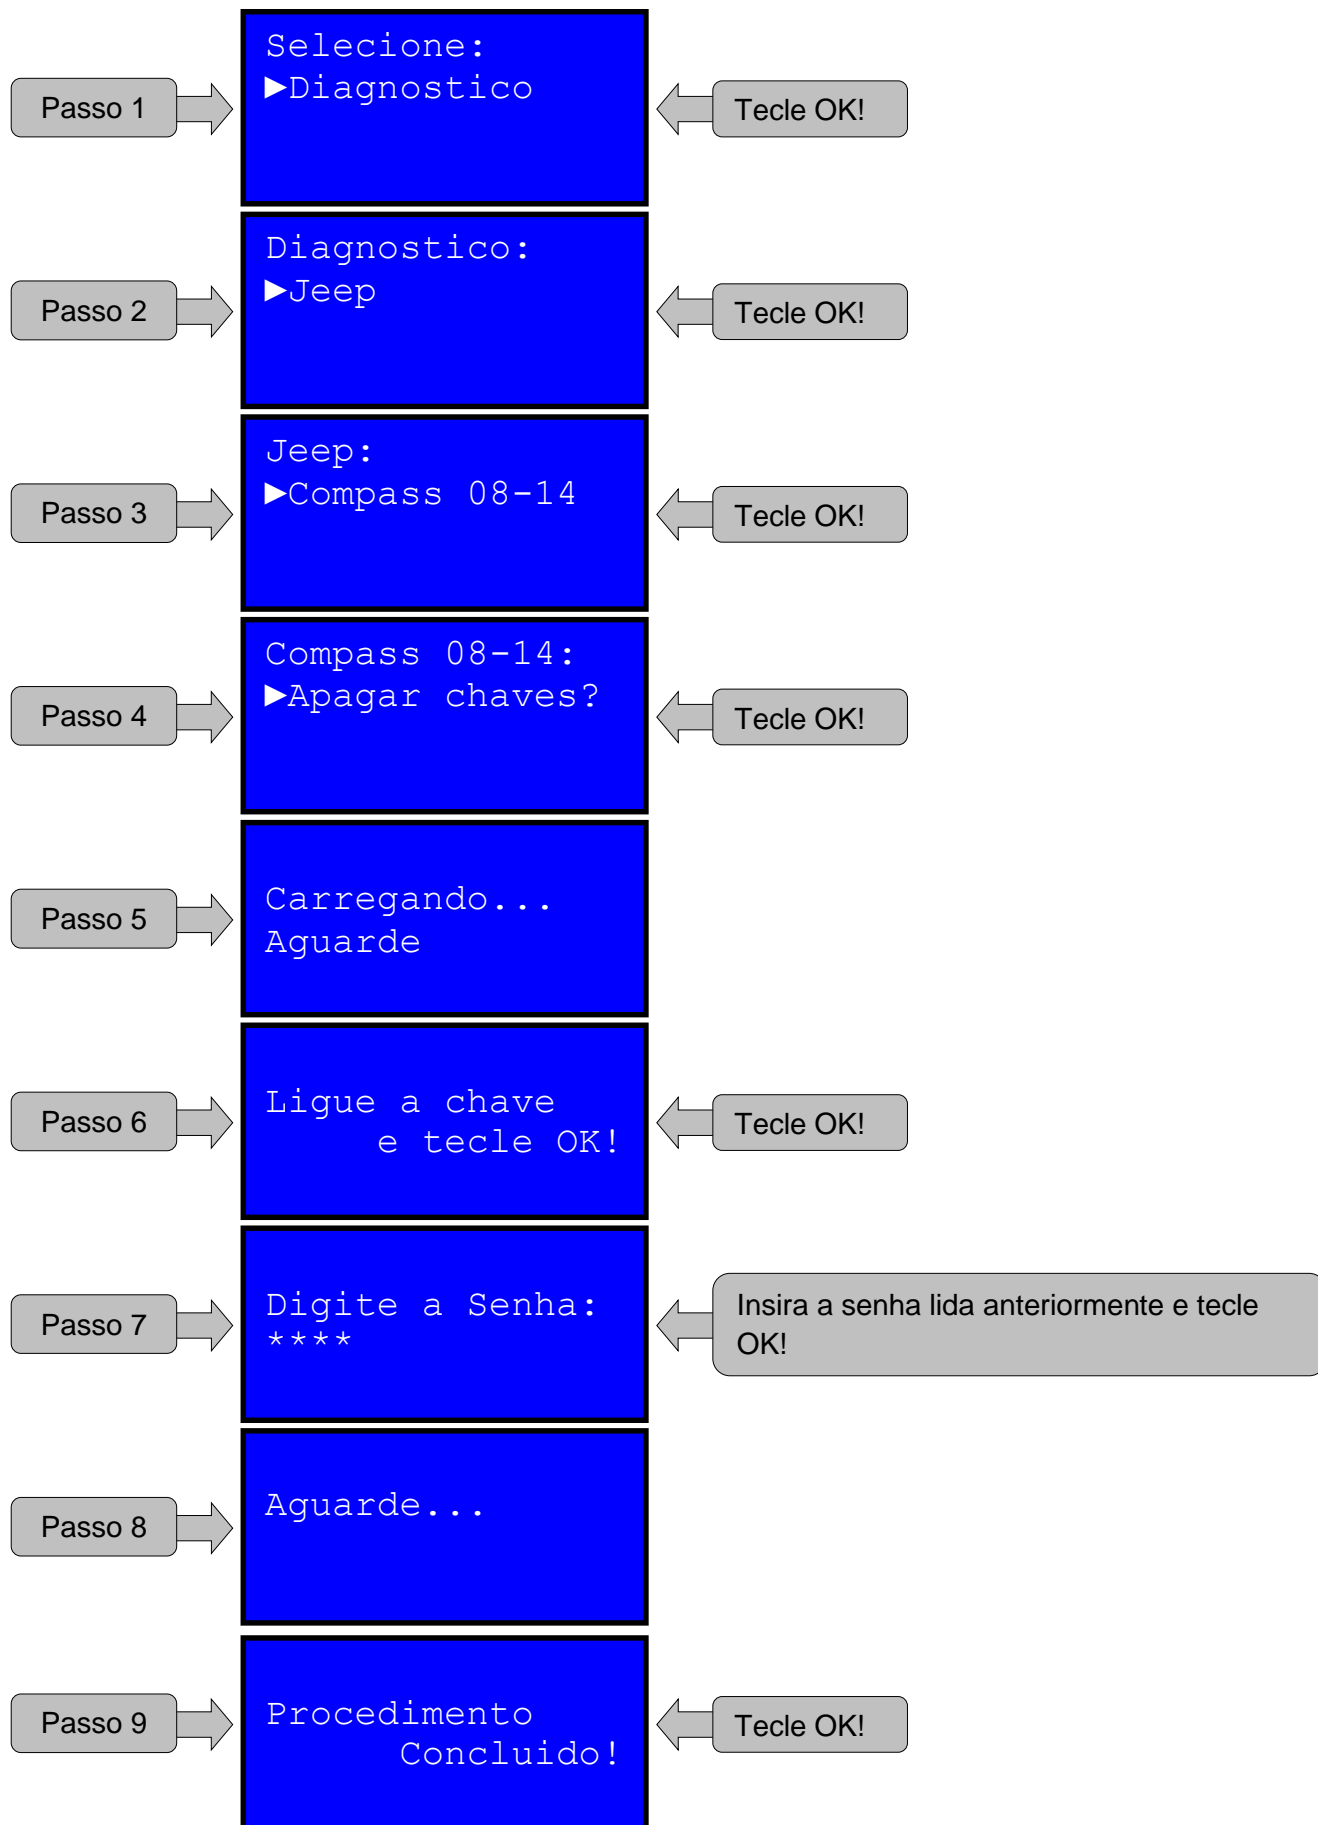 Selecione:
Passo 1
►Diagnostico
Tecle OK!
Diagnostico:
Passo 2
►Jeep
Tecle OK!
Jeep:
Passo 3
►Compass 08-14
Tecle OK!
Compass 08-14:
Passo 4
►Apagar chaves?
Tecle OK!
Passo 5
Carregando...
Aguarde
Passo 6
Ligue a chave
e tecle OK!
Tecle OK!
Passo 7
Digite a Senha:
****
Insira a senha lida anteriormente e tecle
OK!
Passo 8
Aguarde...
Passo 9
Procedimento
Concluido!
Tecle OK!